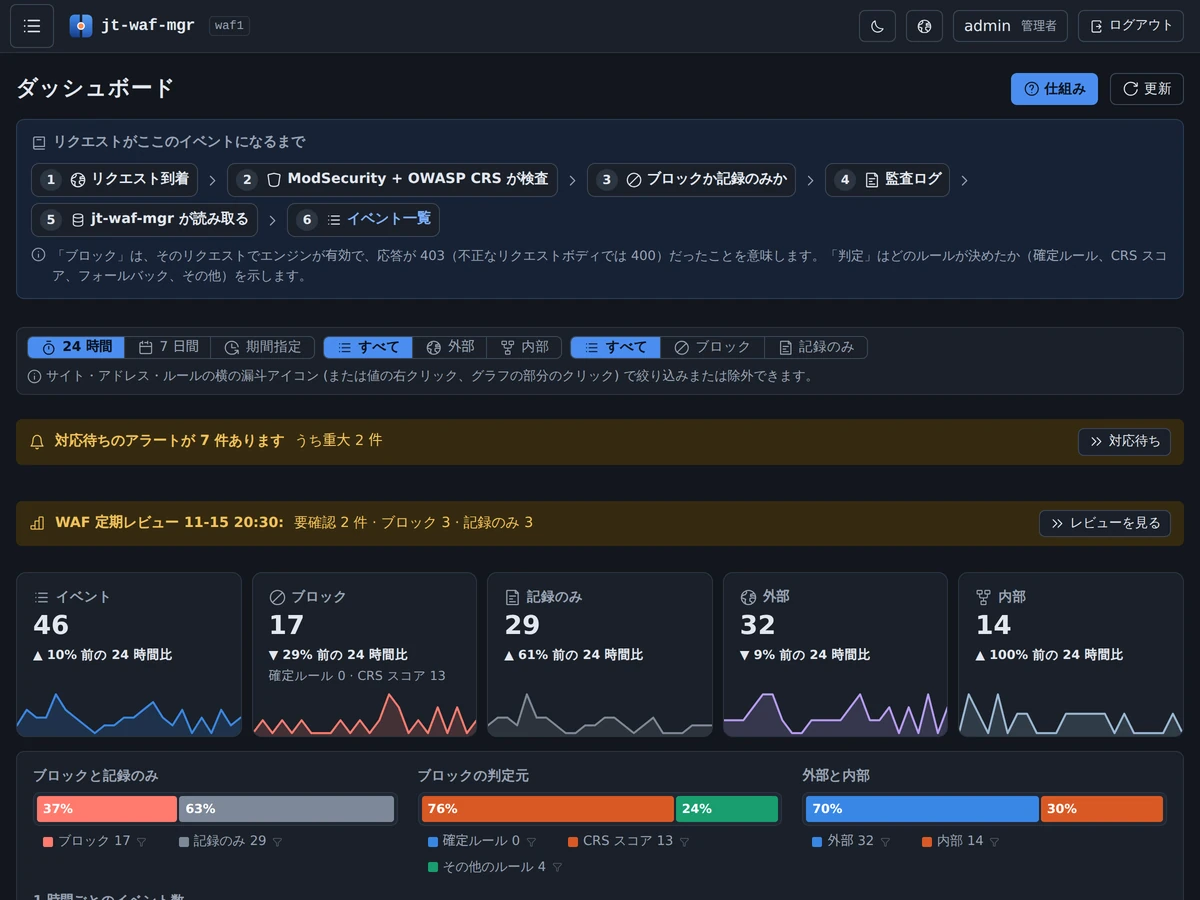 jt-waf-mgr waf1 admin 管理者 ログアウト
ダッシュボード 仕組み 更新
リクエストがここのイベントになるまで
1 リクエスト到着 2 ModSecurity + OWASP CRS が検査 3 ブロックか記録のみか 4 監査ログ
5 jt-waf-mgr が読み取る 6 イベント一覧
「ブロック」は、そのリクエストでエンジンが有効で、応答が 403（不正なリクエストボディでは 400）だったことを意味します。「判定」はどのルールが決めたか（確定ルール、CRS スコ
ア、フォールバック、その他）を示します。
24 時間 7 日間 期間指定 すべて 外部 内部 すべて ブロック 記録のみ
サイト・アドレス・ルールの横の漏斗アイコン (または値の右クリック、グラフの部分のクリック) で絞り込みまたは除外できます。
対応待ちのアラートが 7 件あります うち重大 2 件 対応待ち
WAF 定期レビュー 11-15 20:30: 要確認 2 件 · ブロック 3 · 記録のみ 3 レビューを見る
イベント ブロック 記録のみ 外部 内部
46 17 29 32 14
▲ 10% 前の 24 時間比 ▼ 29% 前の 24 時間比 ▲ 61% 前の 24 時間比 ▼ 9% 前の 24 時間比 ▲ 100% 前の 24 時間比
確定ルール 0 · CRS スコア 13
ブロックと記録のみ ブロックの判定元 外部と内部
37% 63% 76% 24% 70% 30%
ブロック 17 記録のみ 29 確定ルール 0 CRS スコア 13 外部 32 内部 14
その他のルール 4
1 時間ごとのイベント数